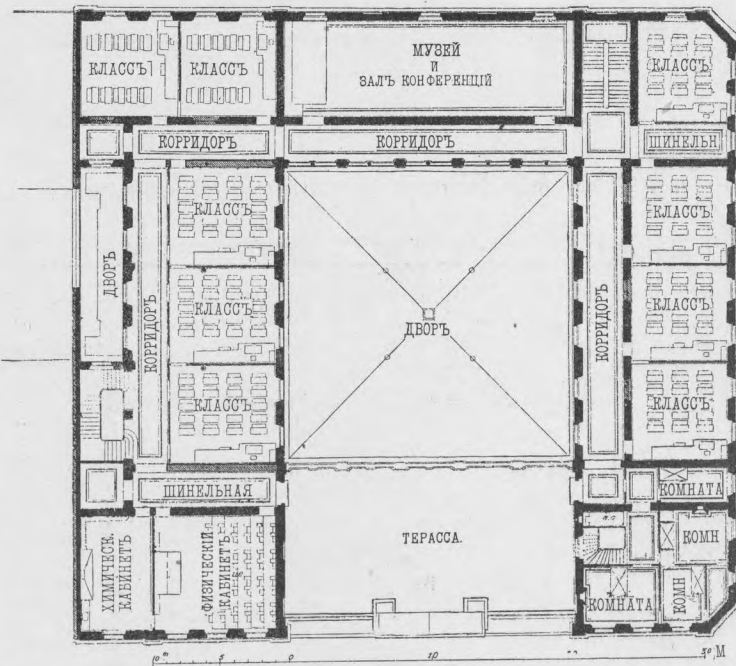 КЛАССЪ
КЛАССЪ
МУЗЕЙ
И
ЗАЛЪ КОНФЕРЕНЦІЙ
КЛАССЪ
КОРРИДОРЪ
КОРРИДОРЪ
ШИНЕЛЬН
ДВОРЪ
КОРРИДОРЪ
КЛАССЪ
КЛАССЪ
КЛАССЪ
ДВОРЪ
КОРРИДОРЪ
КЛАССЪ
КЛАССЪ
КЛАССЪ
ШИНЕЛЬНАЯ
КОМНАТА
ХИМИЧЕСК.
КАБИНЕТЪ
ФИЗИЧЕСКІЙ
КАБИНЕТЪ
ТЕРАССА.
КОМН
КОМНАТА
КОМН
10 5 0 10 30 М